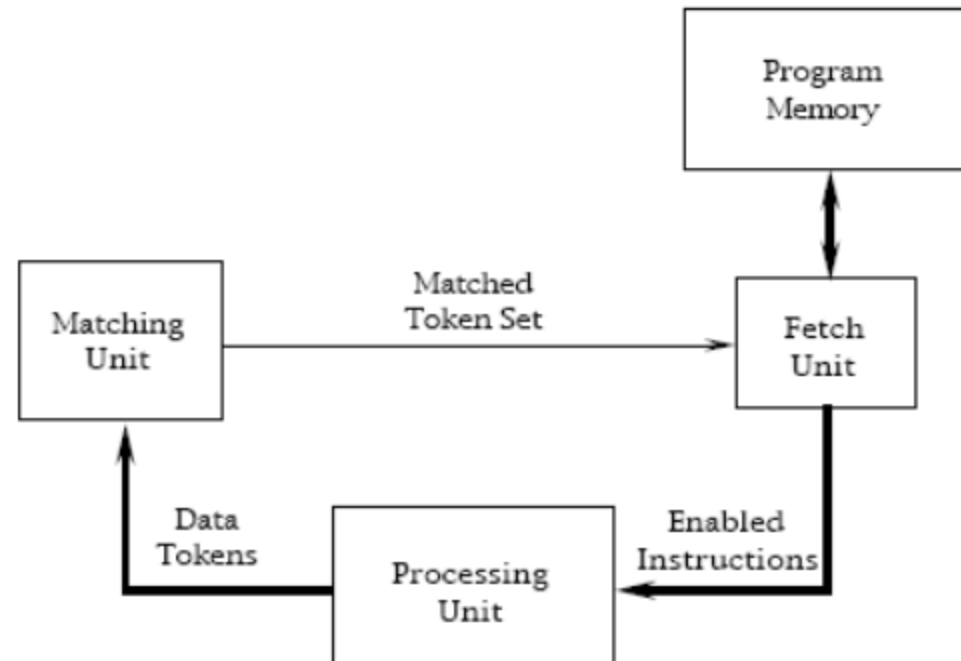 Program
Memory
Matched
Token Set
Matching
Unit
Fetch
Unit
Data
Tokens
Enabled
Instructions
Processing
Unit